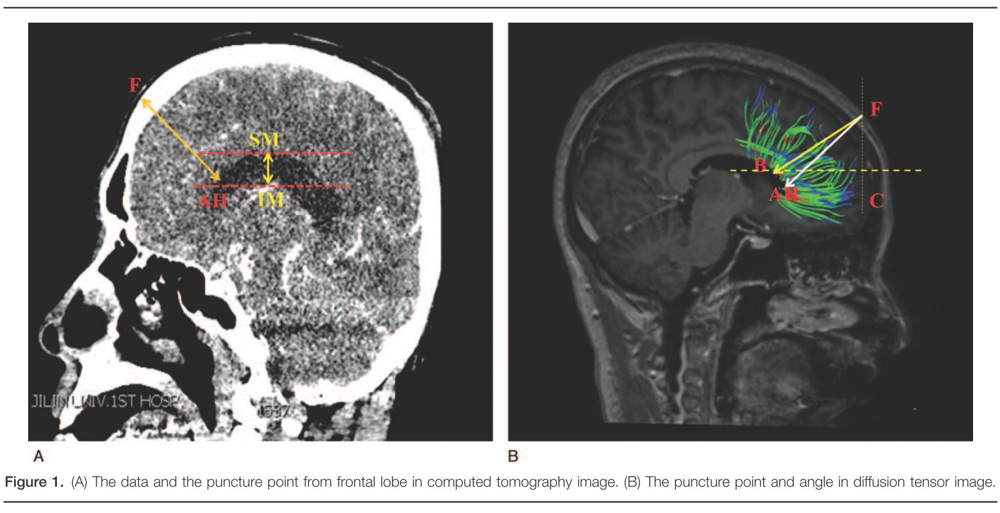 F
SM
AH
IM
JILIN UNIV.1ST HOSP
1537
F
B
AH
C
A
B
Figure 1. (A) The data and the puncture point from frontal lobe in computed tomography image. (B) The puncture point and angle in diffusion tensor image.